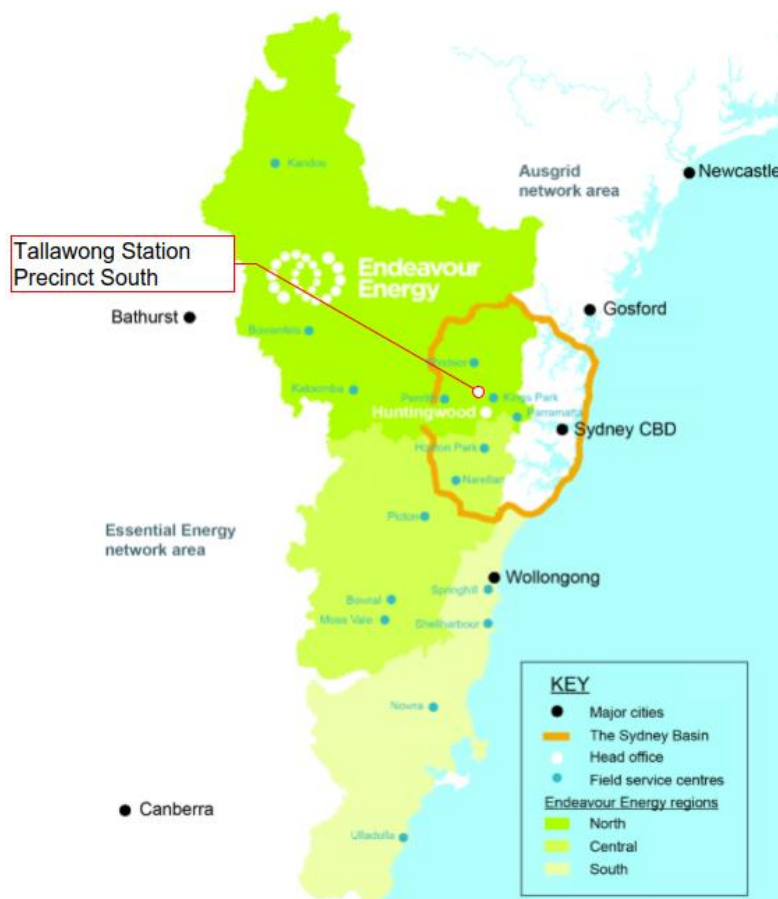 Kandos
Ausgrid
network area
Newcastle
Tallawong Station
Precinct South
Endeavour
Energy
Bathurst
Gosford
Bowenfels
Katoomba
Penrith
Kings Park
Huntingwood
Parramatta
Sydney CBD
Hoxton Park
Narellan
Picton
Essential Energy
network area
Wollongong
Springhill
Bowral
Moss Vale
Shellharbour
Nowra
Canberra
Ulladulla
KEY
Major cities
The Sydney Basin
Head office
Field service centres
Endeavour Energy regions
North
Central
South